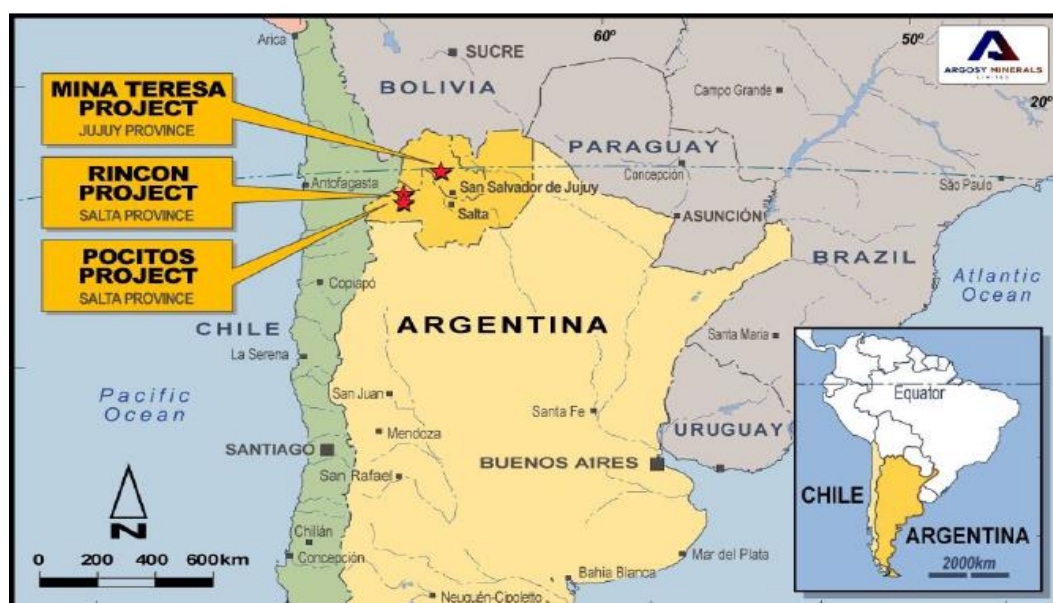 Arica
SUCRE
BOLIVIA
60º
50º
20º
ARGOSY MINERALS
LIMITED
MINA TERESA
PROJECT
JUJUY PROVINCE
RINCON
PROJECT
SALTA PROVINCE
POCITOS
PROJECT
SALTA PROVINCE
Campo Grande
PARAGUAY
Concepción
Antofagasta
San Salvador de Jujuy
Salta
São Paulo
ASUNCIÓN
BRAZIL
Atlantic
Ocean
Copiapó
CHILE
ARGENTINA
La Serena
Santa Maria
Pacific
Ocean
San Juan
Santa Fe
Mendoza
URUGUAY
SANTIAGO
BUENOS AIRES
San Rafael
Chillán
Concepción
Mar del Plata
Bahía Blanca
Neuquén-Cipoletto
N
0 200 400 600km
Equator
CHILE
ARGENTINA
2000km